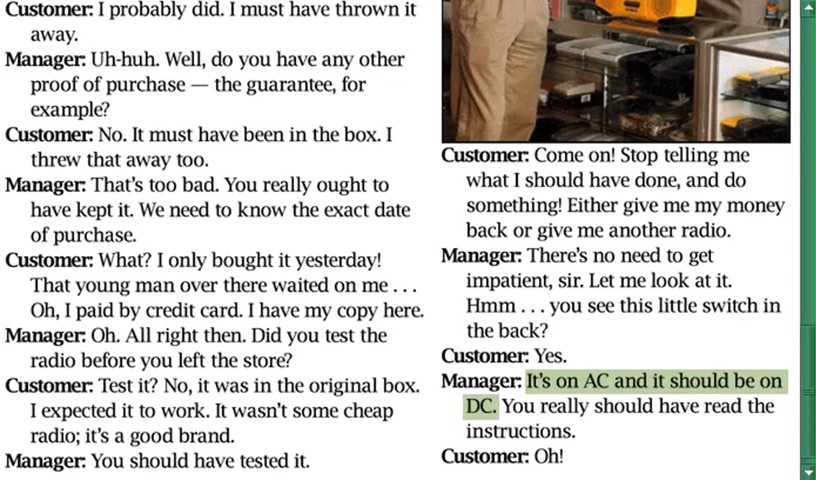 Customer: I probably did. I must have thrown it
away.
Manager: Uh-huh. Well, do you have any other
proof of purchase — the guarantee, for
example?
Customer: No. It must have been in the box. I
threw that away too.
Manager: That's too bad. You really ought to
have kept it. We need to know the exact date
of purchase.
Customer: What? I only bought it yesterday!
That young man over there waited on me . . .
Oh, I paid by credit card. I have my copy here.
Manager: Oh. All right then. Did you test the
radio before you left the store?
Customer: Test it? No, it was in the original box.
I expected it to work. It wasn't some cheap
radio; it's a good brand.
Manager: You should have tested it.
Customer: Come on! Stop telling me
what I should have done, and do
something! Either give me my money
back or give me another radio.
Manager: There's no need to get
impatient, sir. Let me look at it.
Hmm . . . you see this little switch in
the back?
Customer: Yes.
Manager: It's on AC and it should be on
DC. You really should have read the
instructions.
Customer: Oh!